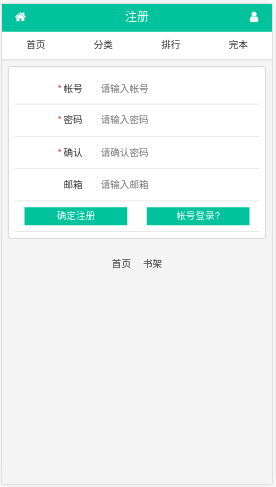 注册
首页 分类 排行 完本
* 帐号 请输入帐号
* 密码 请输入密码
* 确认 请确认密码
邮箱 请输入邮箱
确定注册 帐号登录?
首页 书架